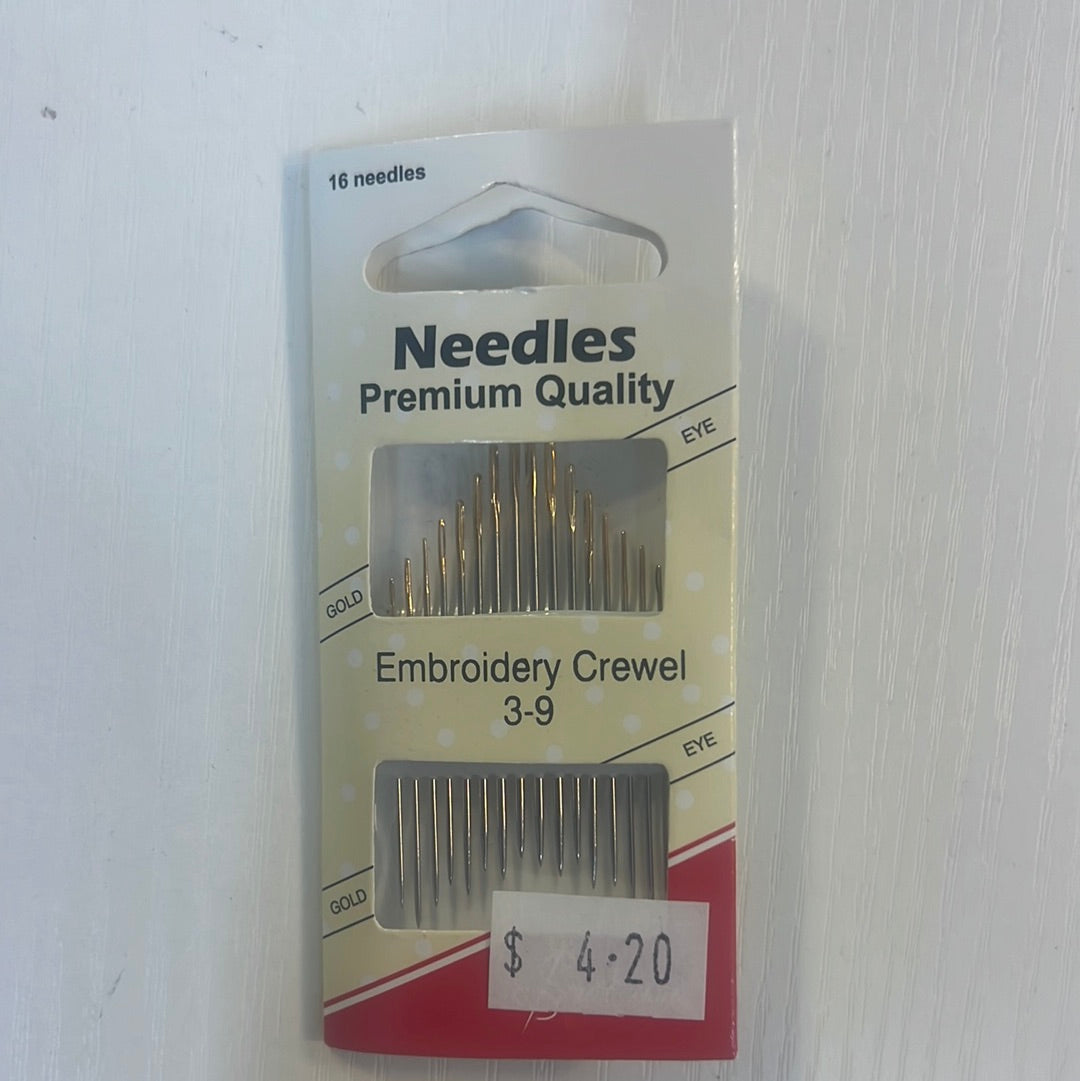 16 needles
Needles
Premium Quality
EYE
GOLD
Embroidery Crewel
3-9
EYE
GOLD
$ 4.20